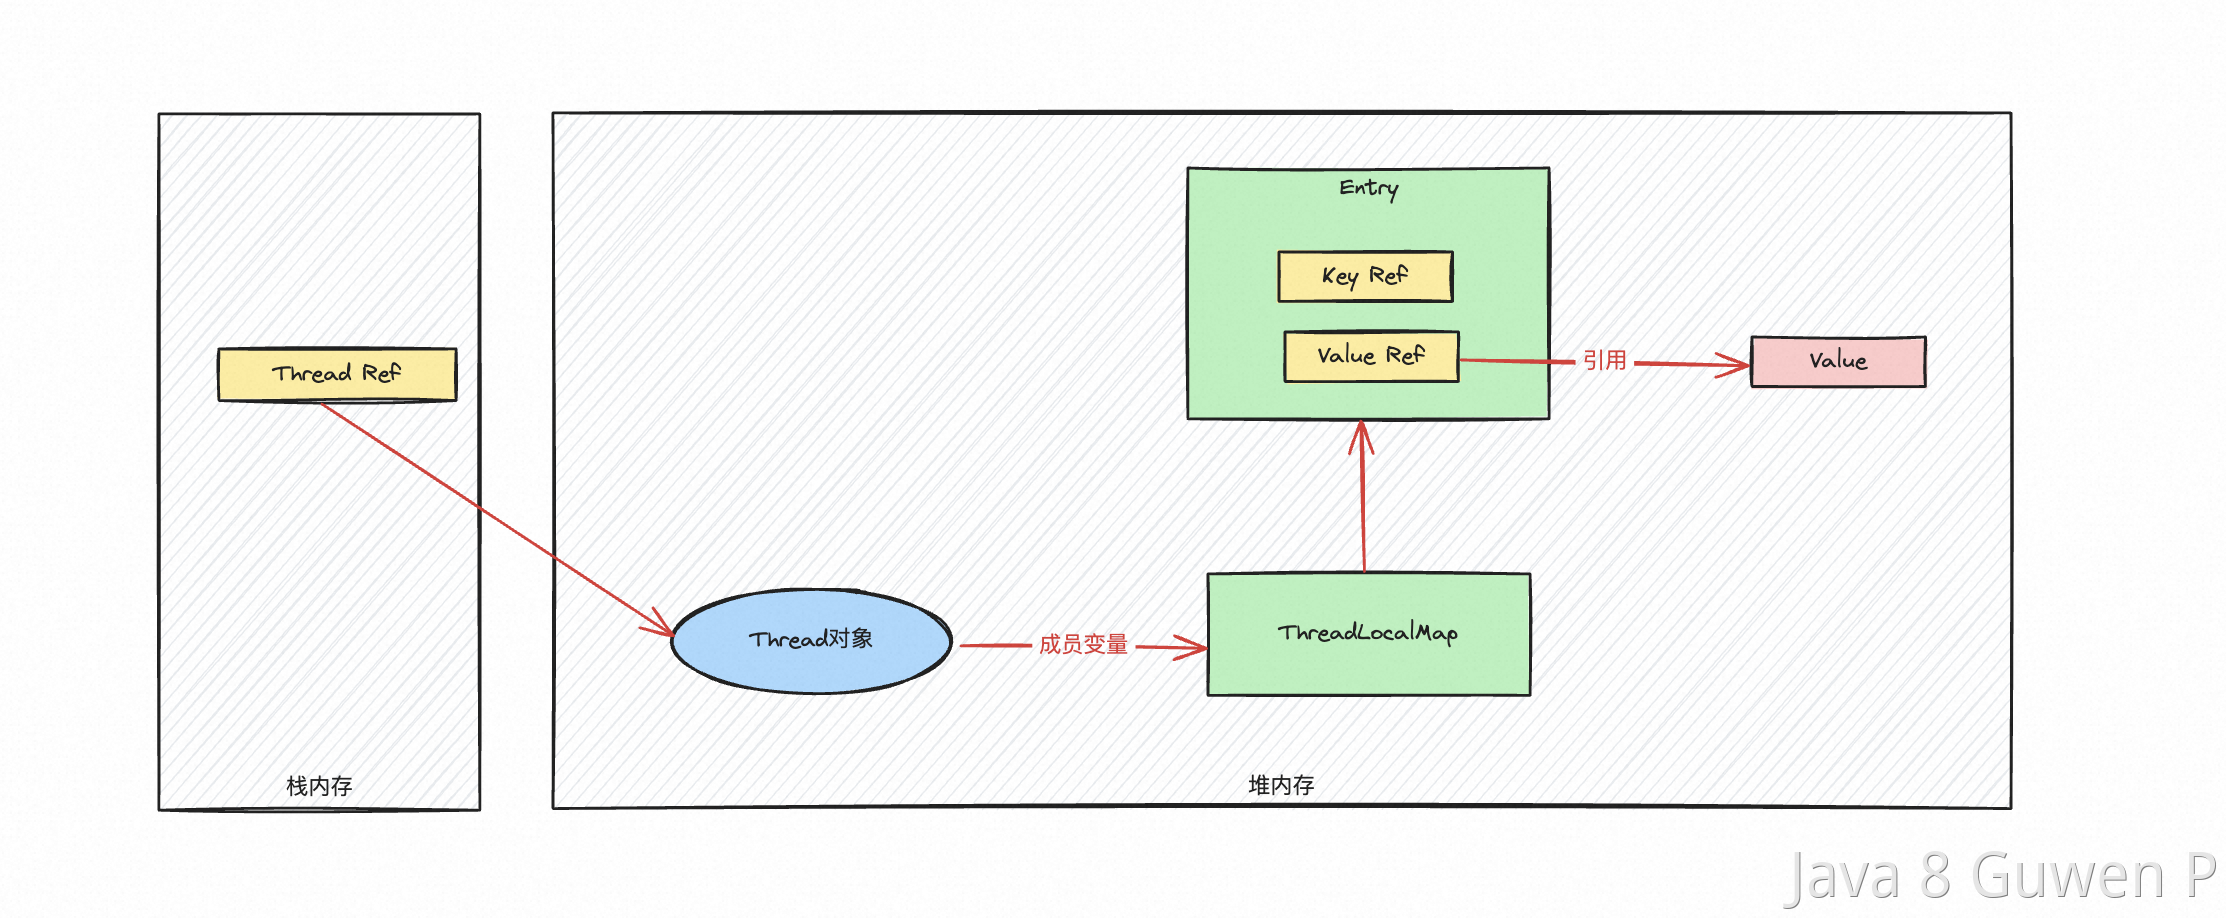 Entry
Key Ref
Value Ref
引用
Value
Thread Ref
Thread对象
成员变量
ThreadLocalMap
栈内存
堆内存
Java 8 Guwen P